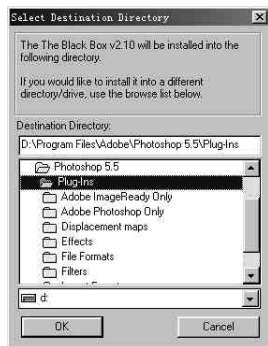 Select Destination Directory
The The Black Box v2.10 will be installed into the
following directory.
If you would like to install it into a different
directory/drive, use the browse list below.
Destination Directory:
D:\Program Files\Adobe\Photoshop 5.5\Plug-Ins
Photoshop 5.5
Plug-Ins
Adobe ImageReady Only
Adobe Photoshop Only
Displacement maps
Effects
File Formats
Filters
d:
OK Cancel